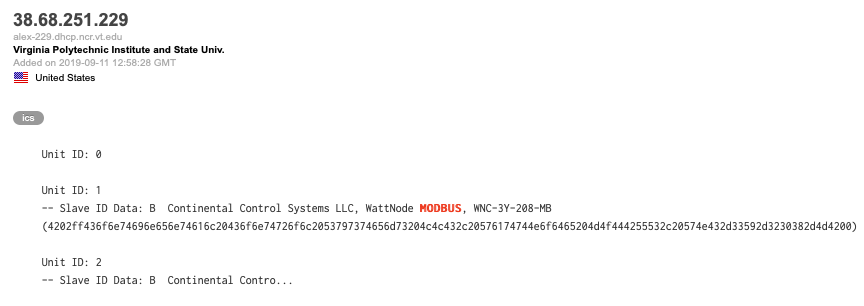 38.68.251.229
alex-229.dhcp.ncr.vt.edu
Virginia Polytechnic Institute and State Univ.
Added on 2019-09-11 12:58:28 GMT
United States
ics
Unit ID: 0
Unit ID: 1
-- Slave ID Data: B  Continental Control Systems LLC, WattNode MODBUS, WNC-3Y-208-MB
(4202ff436f6e74696e656e74616c20436f6e74726f6c2053797374656d73204c4c432c20576174744e6f6465204d4f444255532c20574e432d33592d3230382d4d4200)
Unit ID: 2
-- Slave ID Data: B  Continental Contro...